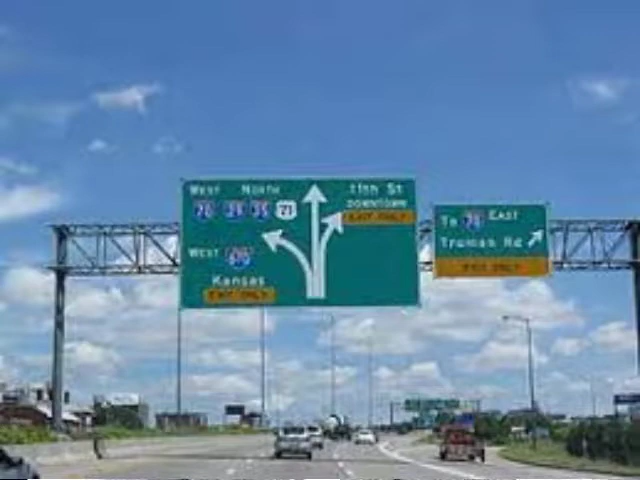 WEST NORTH
70 29 35 71
WEST 670
Kansas
EXIT ONLY
11th St
DOWNTOWN
EXIT ONLY
To 70 EAST
Truman Rd
EXIT ONLY